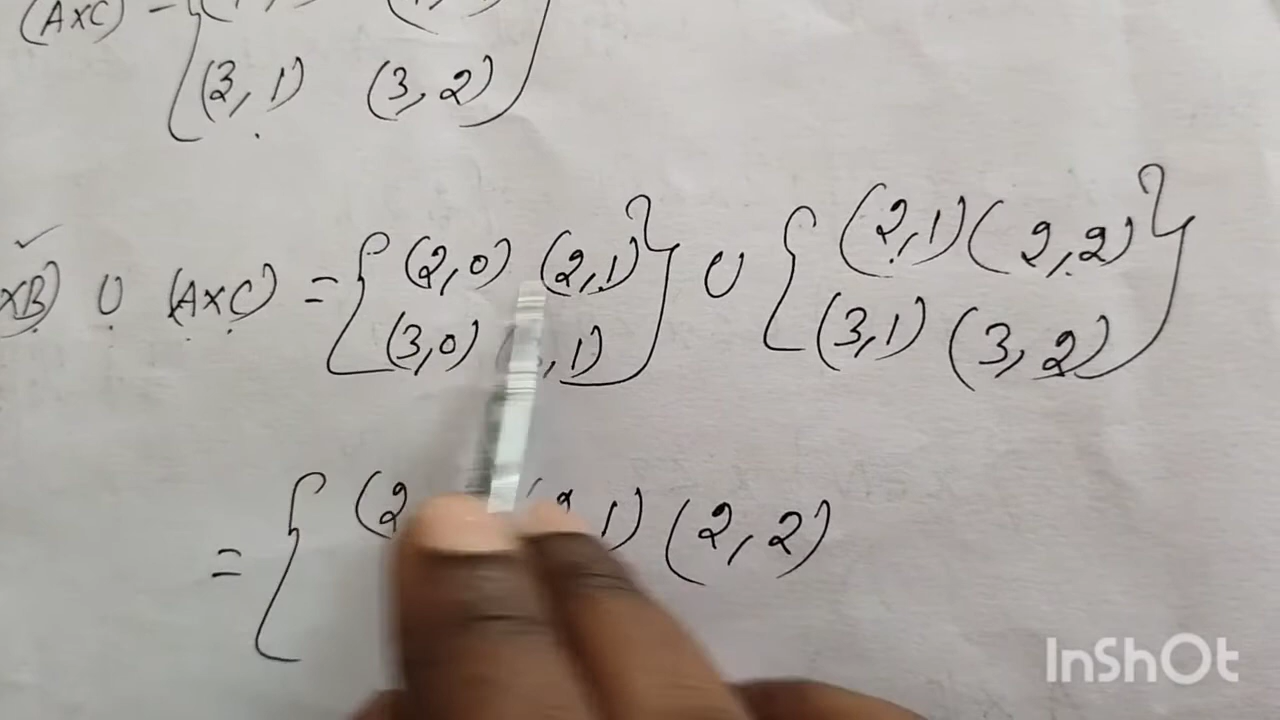 (A×C) = {
(3,1) (3,2)
×B) ∪ (A×C) = { (2,0) (2,1) } ∪ { (2,1) (2,2) }
(3,0) , 1) (3,1) (3,2)
= { (2 , 1) (2,2)
InShOt